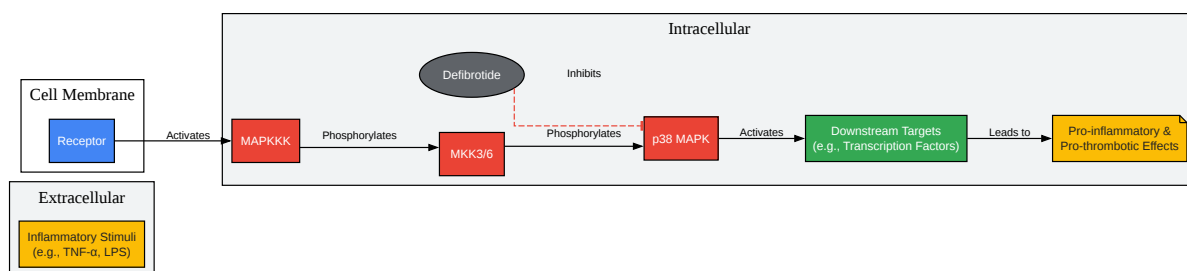 Intracellular
Defibrotide
Inhibits
Cell Membrane
Receptor
Activates
MAPKKK
Phosphorylates
MKK3/6
Phosphorylates
p38 MAPK
Activates
Downstream Targets
(e.g., Transcription Factors)
Leads to
Pro-inflammatory &
Pro-thrombotic Effects
Extracellular
Inflammatory Stimuli
(e.g., TNF-α, LPS)